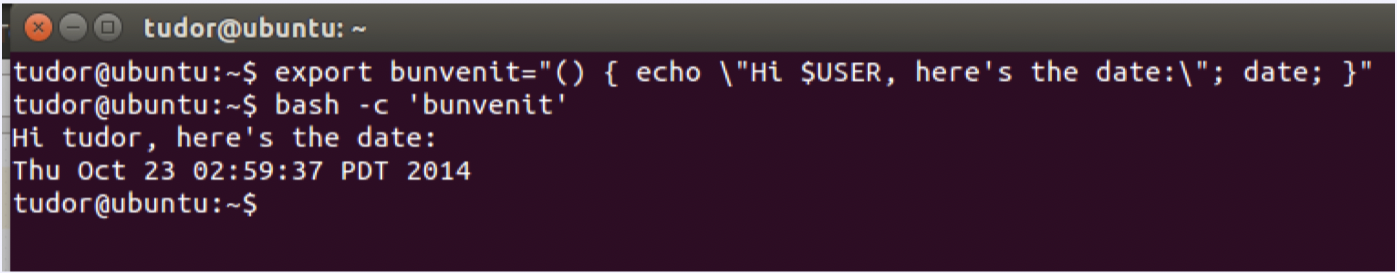 tudor@ubuntu: ~
tudor@ubuntu:~$ export bunvenit="() { echo \"Hi $USER, here's the date:\"; date; }"
tudor@ubuntu:~$ bash -c 'bunvenit'
Hi tudor, here's the date:
Thu Oct 23 02:59:37 PDT 2014
tudor@ubuntu:~$